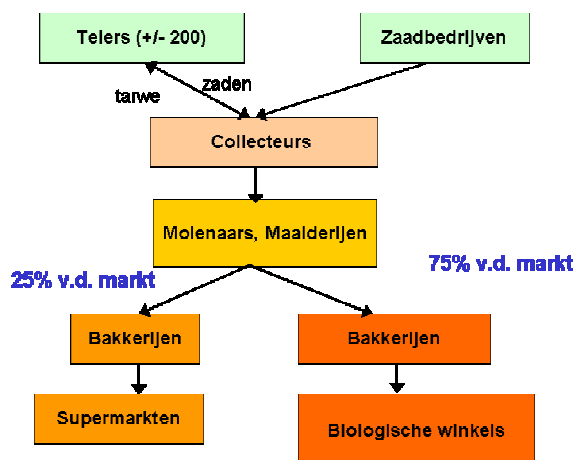 Telers (+/- 200)
Zaadbedrijven
zaden
tarwe
Collecteurs
Molenaars, Maalderijen
25% v.d. markt
75% v.d. markt
Bakkerijen
Bakkerijen
Supermarkten
Biologische winkels